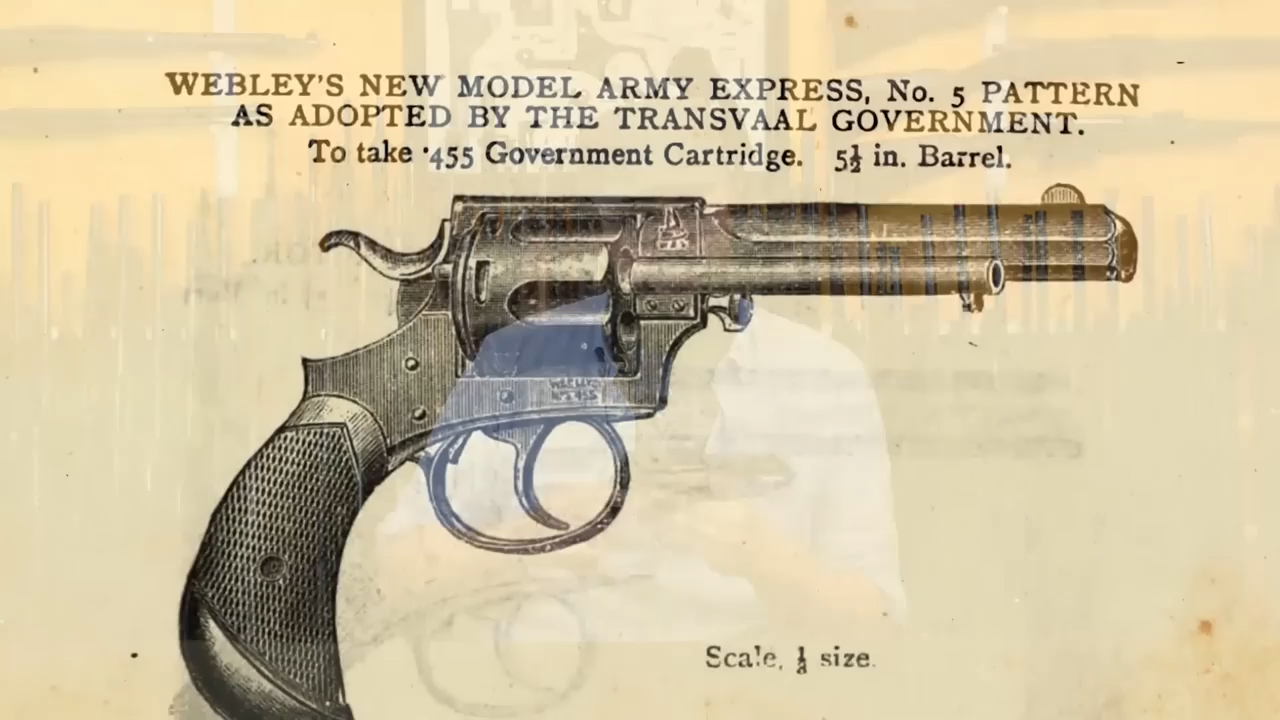 WEBLEY'S NEW MODEL ARMY EXPRESS, No. 5 PATTERN
AS ADOPTED BY THE TRANSVAAL GOVERNMENT.
To take ·455 Government Cartridge. 5½ in. Barrel.
WEBLEY
Scale, ½ size.